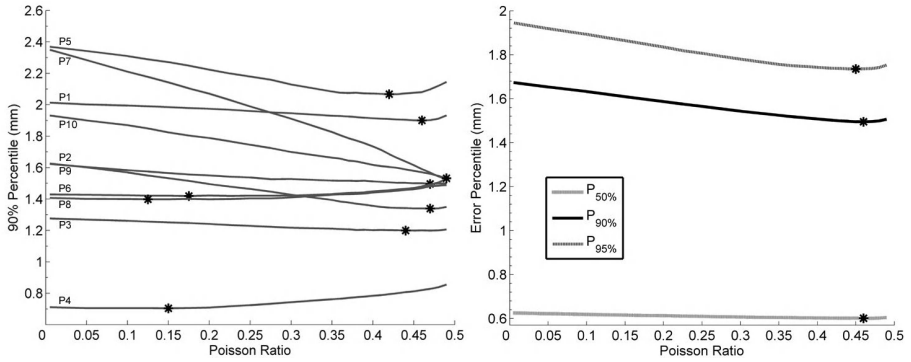 2.6
2.4
2.2
2
1.8
1.6
1.4
1.2
1
0.8
90% Percentile (mm)
P5
P7
P1
P10
P2
P9
P6
P8
P3
P4
0
0.05
0.1
0.15
0.2
0.25
0.3
0.35
0.4
0.45
0.5
Poisson Ratio
2
1.8
1.6
1.4
1.2
1
0.8
0.6
Error Percentile (mm)
P50%
P90%
P95%
0
0.05
0.1
0.15
0.2
0.25
0.3
0.35
0.4
0.45
0.5
Poisson Ratio